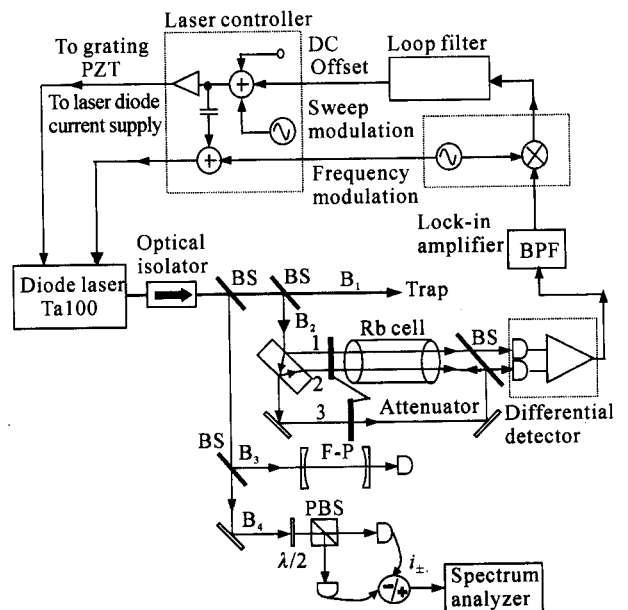 Laser controller
To grating
PZT
DC
Offset
Loop filter
To laser diode
current supply
Sweep
modulation
Frequency
modulation
Lock-in
amplifier
BPF
Optical
isolator
BS
BS
B₁
Trap
Diode laser
Ta100
B₂
1
Rb cell
BS
2
3
Attenuator
Differential
detector
BS
B₃
F-P
B₄
PBS
λ/2
i±.
-/+
Spectrum
analyzer